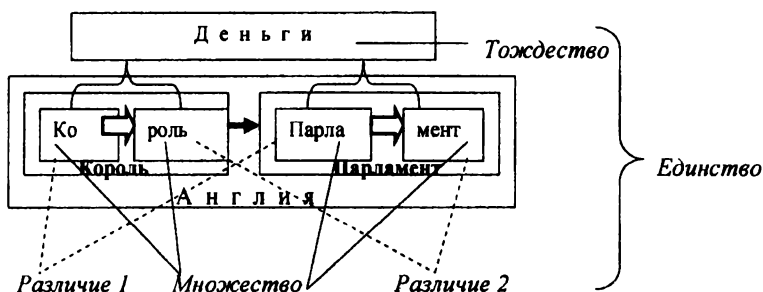 Деньги
Тождество
Ко роль Парла мент
Король Парламент
Единство
Англия
Различие 1 Множество Различие 2